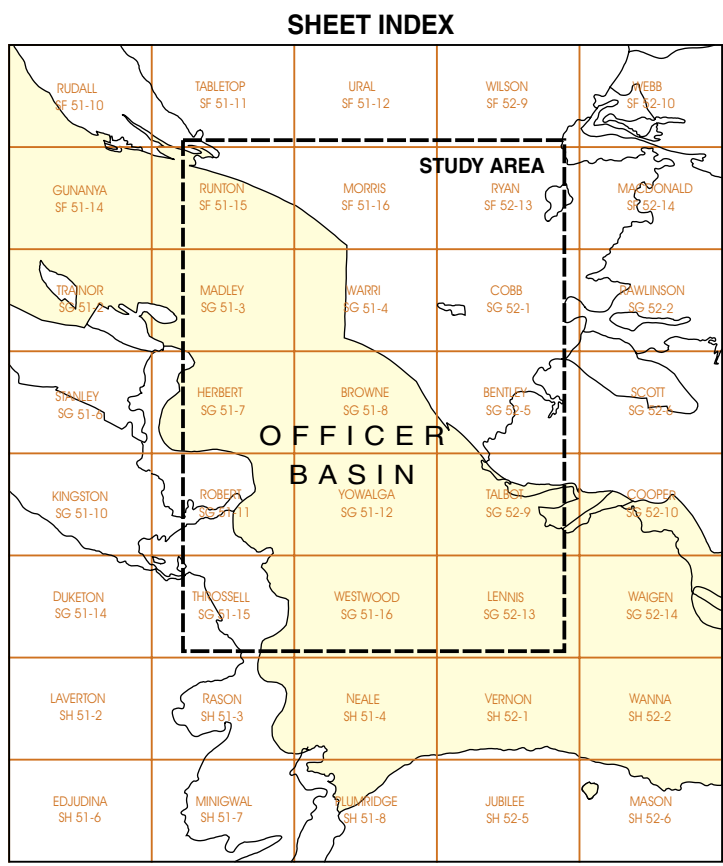 SHEET INDEX
RUDALL
SF 51-10
TABLETOP
SF 51-11
URAL
SF 51-12
WILSON
SF 52-9
WEBB
SF 52-10
STUDY AREA
GUNANYA
SF 51-14
RUNTON
SF 51-15
MORRIS
SF 51-16
RYAN
SF 52-13
MACDONALD
SF 52-14
TRAINOR
SG 51-2
MADLEY
SG 51-3
WARRI
SG 51-4
COBB
SG 52-1
RAWLINSON
SG 52-2
STANLEY
SG 51-6
HERBERT
SG 51-7
BROWNE
SG 51-8
BENTLEY
SG 52-5
SCOTT
SG 52-6
OFFICER
BASIN
KINGSTON
SG 51-10
ROBERT
SG 51-11
YOWALGA
SG 51-12
TALBOT
SG 52-9
COOPER
SG 52-10
DUKETON
SG 51-14
THROSSELL
SG 51-15
WESTWOOD
SG 51-16
LENNIS
SG 52-13
WAIGEN
SG 52-14
LAVERTON
SH 51-2
RASON
SH 51-3
NEALE
SH 51-4
VERNON
SH 52-1
WANNA
SH 52-2
EDJUDINA
SH 51-6
MINIGWAL
SH 51-7
PLUMRIDGE
SH 51-8
JUBILEE
SH 52-5
MASON
SH 52-6